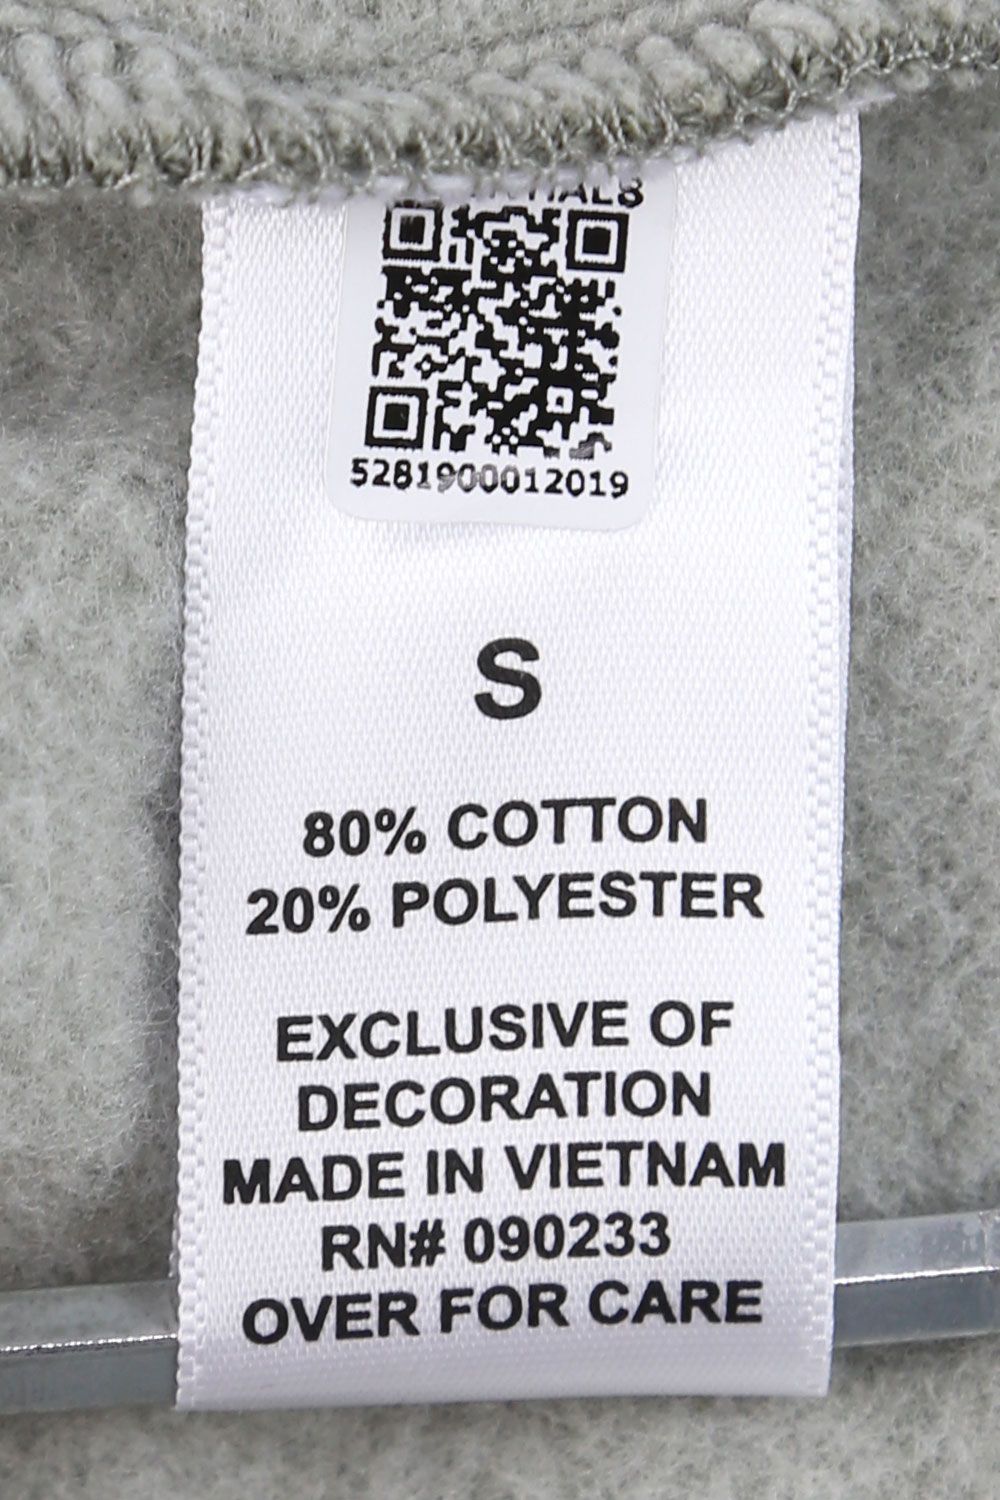 5281900012019
S
80% COTTON
20% POLYESTER
EXCLUSIVE OF
DECORATION
MADE IN VIETNAM
RN# 090233
OVER FOR CARE